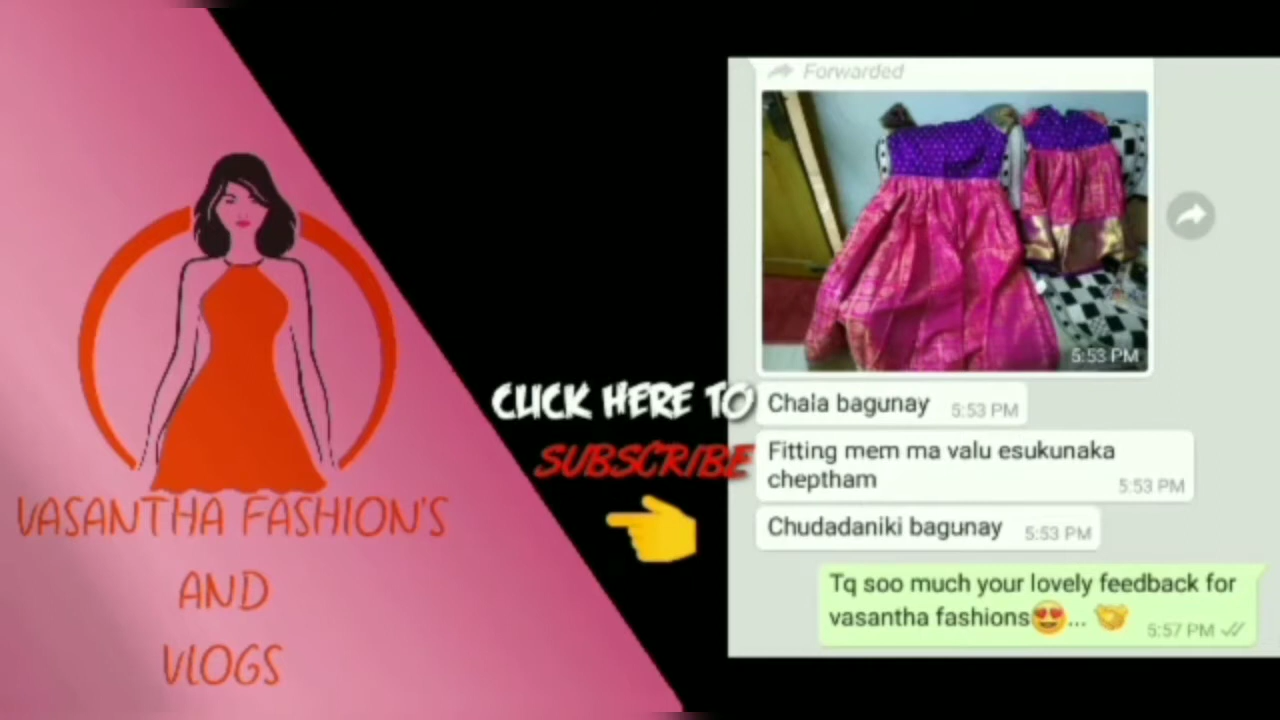 VASANTHA FASHION'S
AND
VLOGS
CLICK HERE TO
SUBSCRIBE
Forwarded
5:53 PM
Chala bagunay 5:53 PM
Fitting mem ma valu esukunaka
cheptham 5:53 PM
Chudadaniki bagunay 5:53 PM
Tq soo much your lovely feedback for
vasantha fashions😍... 🤝 5:57 PM